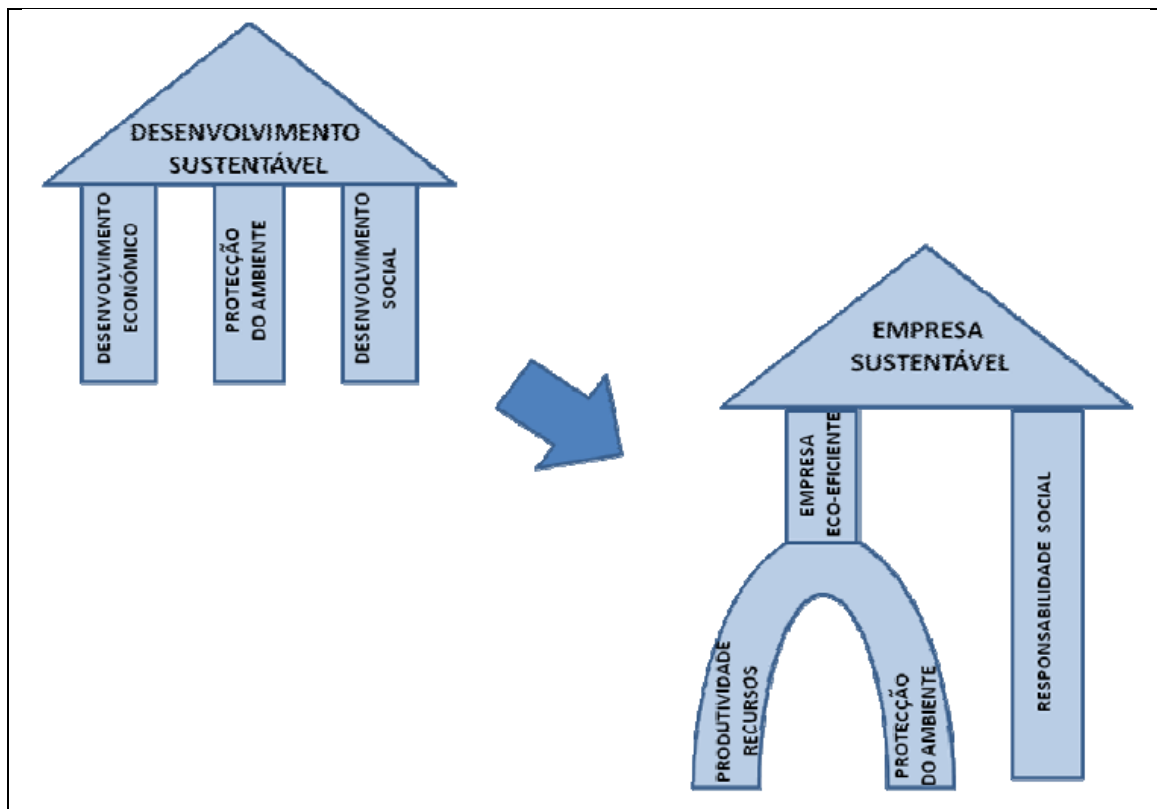 DESENVOLVIMENTO
SUSTENTÁVEL
DESENVOLVIMENTO
ECONÓMICO
PROTECÇÃO
DO AMBIENTE
DESENVOLVIMENTO
SOCIAL
EMPRESA
SUSTENTÁVEL
EMPRESA
ECO-EFICIENTE
PRODUTIVIDADE
RECURSOS
PROTECÇÃO
DO AMBIENTE
RESPONSABILIDADE SOCIAL